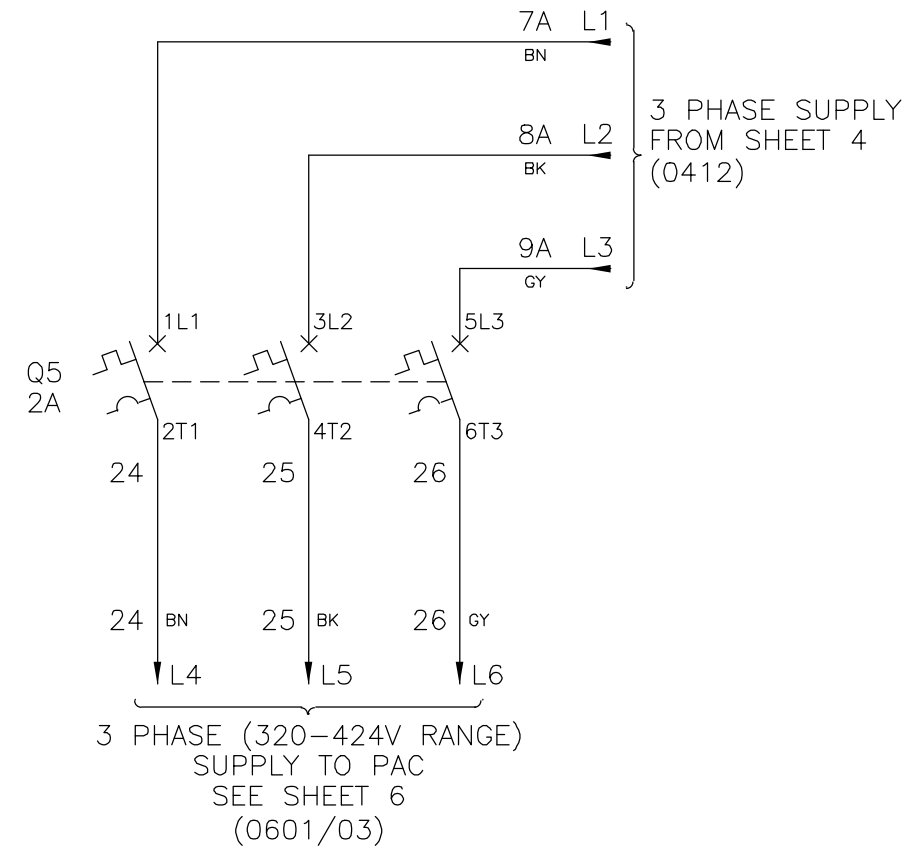 7A L1
BN
3 PHASE SUPPLY
FROM SHEET 4
(0412)
8A L2
BK
9A L3
GY
1L1 3L2 5L3
Q5
2A
2T1 4T2 6T3
24 25 26
24 BN 25 BK 26 GY
L4 L5 L6
3 PHASE (320-424V RANGE)
SUPPLY TO PAC
SEE SHEET 6
(0601/03)